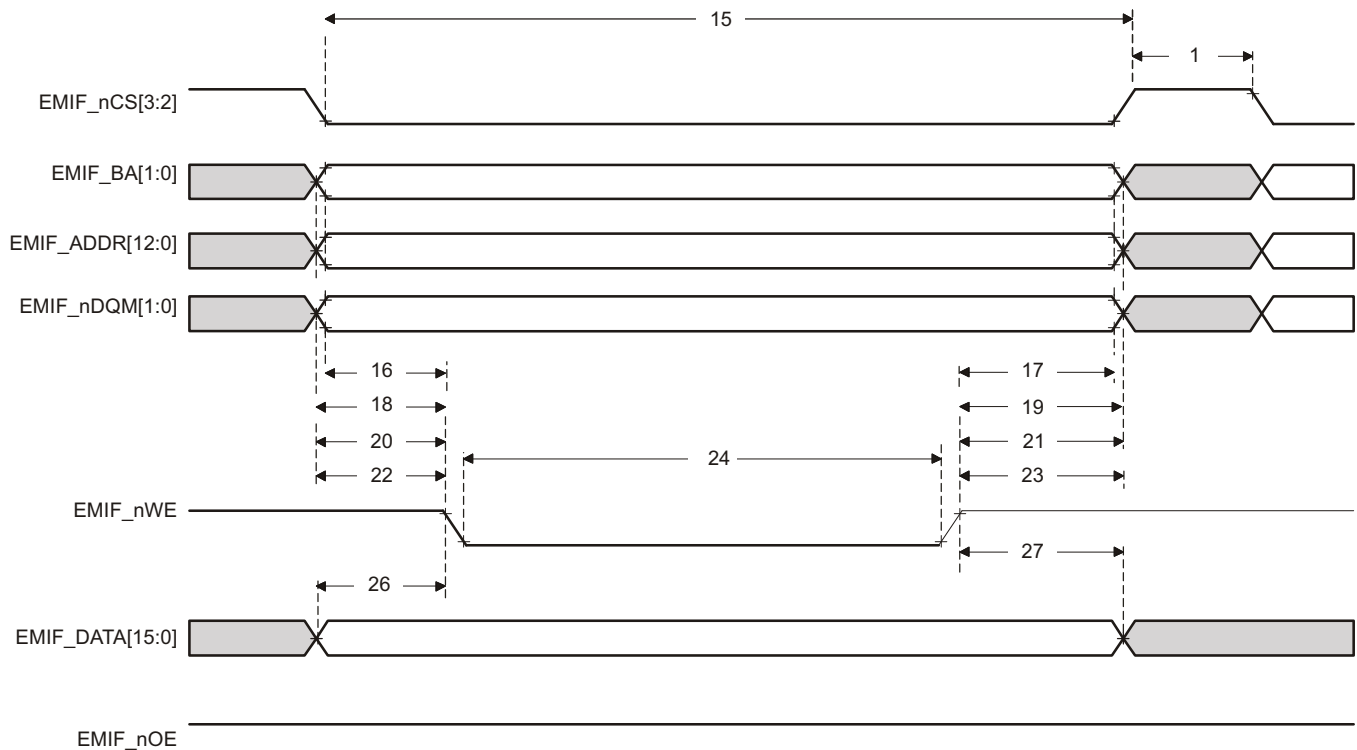 15
1
EMIF_nCS[3:2]
EMIF_BA[1:0]
EMIF_ADDR[12:0]
EMIF_nDQM[1:0]
16
17
18
19
20
21
24
22
23
EMIF_nWE
27
26
EMIF_DATA[15:0]
EMIF_nOE